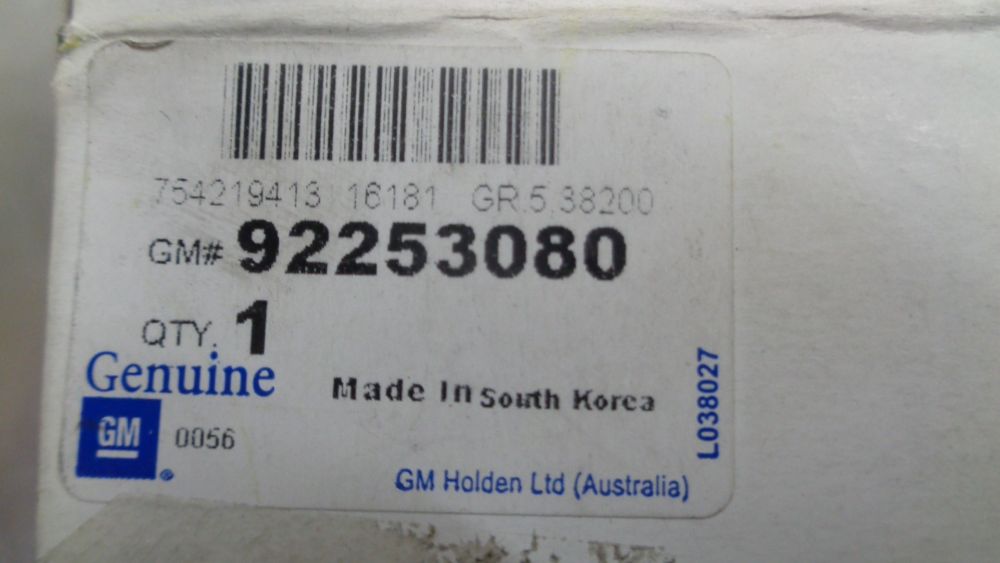 754219413 16181 GR.5.38200
GM# 92253080
QTY. 1
Genuine
Made In South Korea
GM 0056
®
L038027
GM Holden Ltd (Australia)